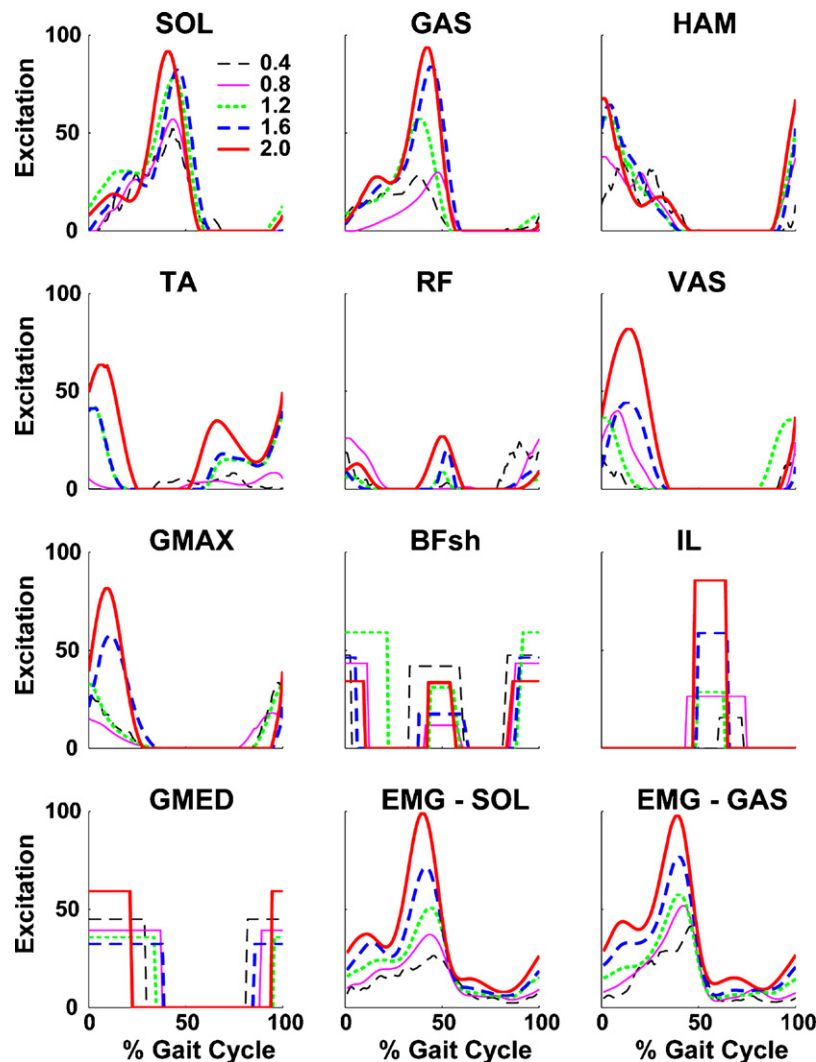 SOL GAS HAM
100
50
0
Excitation
0.4
0.8
1.2
1.6
2.0
TA RF VAS
100
50
0
Excitation
GMAX BFsh IL
100
50
0
Excitation
GMED EMG - SOL EMG - GAS
100
50
0
Excitation
0 50 100 0 50 100 0 50 100
% Gait Cycle % Gait Cycle % Gait Cycle